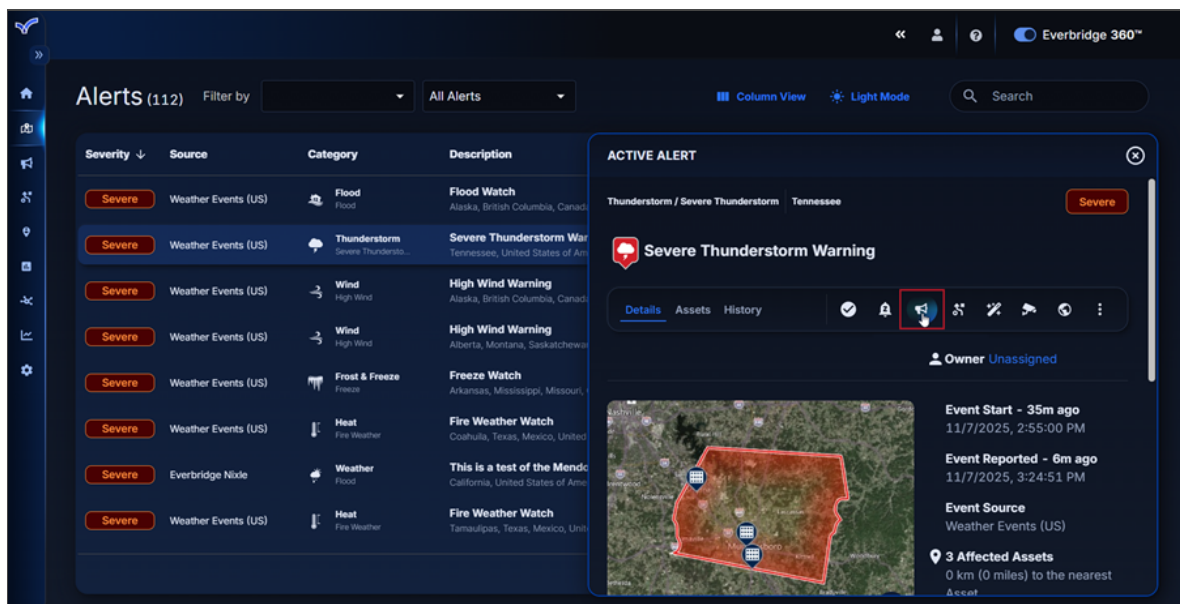 Everbridge 360™
Alerts (112) Filter by All Alerts Column View Light Mode Search
Severity Source Category Description
Severe Weather Events (US) Flood Flood Watch
Flood Alaska, British Columbia, Canad
Severe Weather Events (US) Thunderstorm Severe Thunderstorm War
Severe Thundersto... Tennessee, United States of Am
Severe Weather Events (US) Wind High Wind Warning
High Wind Alaska, British Columbia, Canad
Severe Weather Events (US) Wind High Wind Warning
High Wind Alberta, Montana, Saskatchewa
Severe Weather Events (US) Frost & Freeze Freeze Watch
Freeze Arkansas, Mississippi, Missouri,
Severe Weather Events (US) Heat Fire Weather Watch
Fire Weather Coahuila, Texas, Mexico, United
Severe Everbridge Nixle Weather This is a test of the Mendo
Flood California, United States of Ame
Severe Weather Events (US) Heat Fire Weather Watch
Fire Weather Tamaulipas, Texas, Mexico, Unit
ACTIVE ALERT
Thunderstorm / Severe Thunderstorm Tennessee Severe
Severe Thunderstorm Warning
Details Assets History
Owner Unassigned
Event Start - 35m ago
11/7/2025, 2:55:00 PM
Event Reported - 6m ago
11/7/2025, 3:24:51 PM
Event Source
Weather Events (US)
3 Affected Assets
0 km (0 miles) to the nearest
Asset